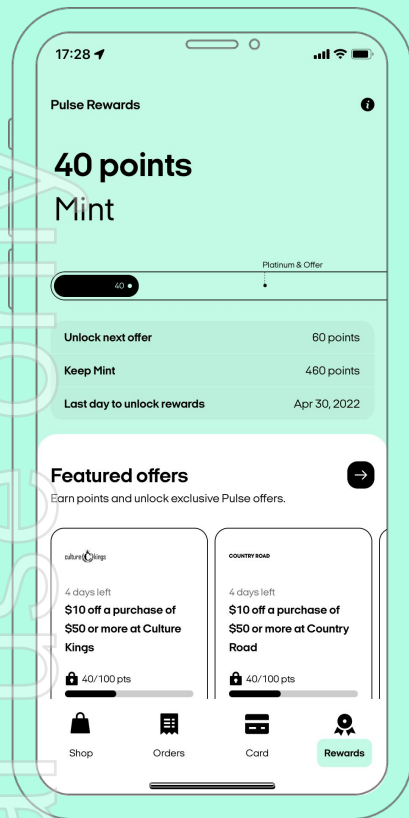 17:28
Pulse Rewards
i
40 points
Mint
Platinum & Offer
40
Unlock next offer 60 points
Keep Mint 460 points
Last day to unlock rewards Apr 30, 2022
Featured offers
Earn points and unlock exclusive Pulse offers.
culture kings
COUNTRY ROAD
4 days left
$10 off a purchase of
$50 or more at Culture
Kings
40/100 pts
4 days left
$10 off a purchase of
$50 or more at Country
Road
40/100 pts
Shop Orders Card Rewards
al use only